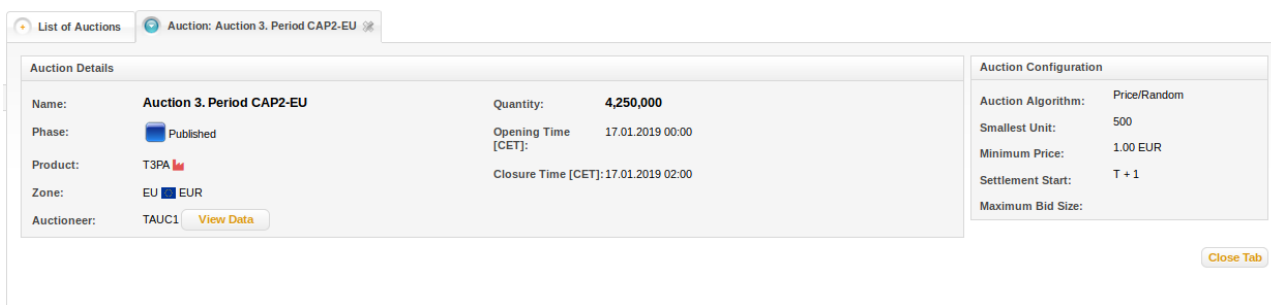 List of Auctions
Auction: Auction 3. Period CAP2-EU
Auction Details
Name: Auction 3. Period CAP2-EU
Phase: Published
Product: T3PA
Zone: EU EUR
Auctioneer: TAUC1 View Data
Quantity: 4,250,000
Opening Time 17.01.2019 00:00
[CET]:
Closure Time [CET]: 17.01.2019 02:00
Auction Configuration
Auction Algorithm: Price/Random
Smallest Unit: 500
Minimum Price: 1.00 EUR
Settlement Start: T + 1
Maximum Bid Size:
Close Tab